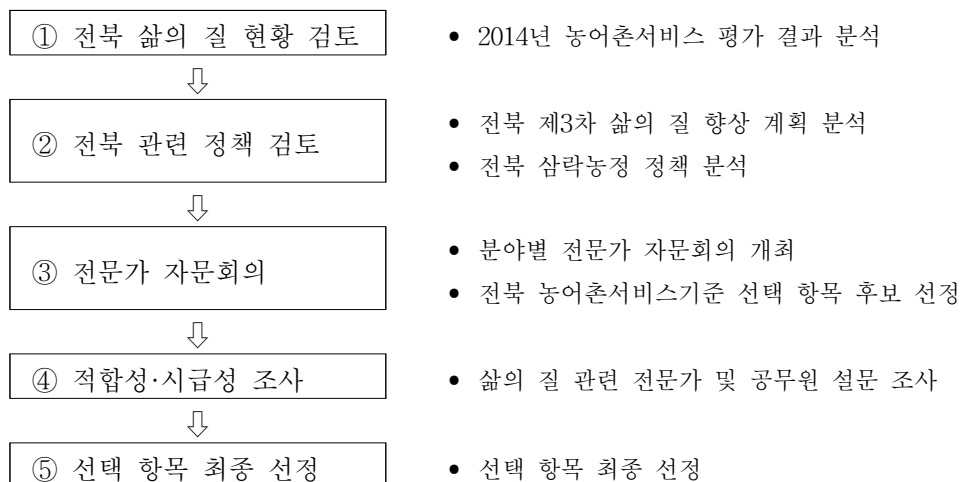 ① 전북 삶의 질 현황 검토
• 2014년 농어촌서비스 평가 결과 분석
⇩
② 전북 관련 정책 검토
• 전북 제3차 삶의 질 향상 계획 분석
• 전북 삼락농정 정책 분석
⇩
③ 전문가 자문회의
• 분야별 전문가 자문회의 개최
• 전북 농어촌서비스기준 선택 항목 후보 선정
⇩
④ 적합성·시급성 조사
• 삶의 질 관련 전문가 및 공무원 설문 조사
⇩
⑤ 선택 항목 최종 선정
• 선택 항목 최종 선정